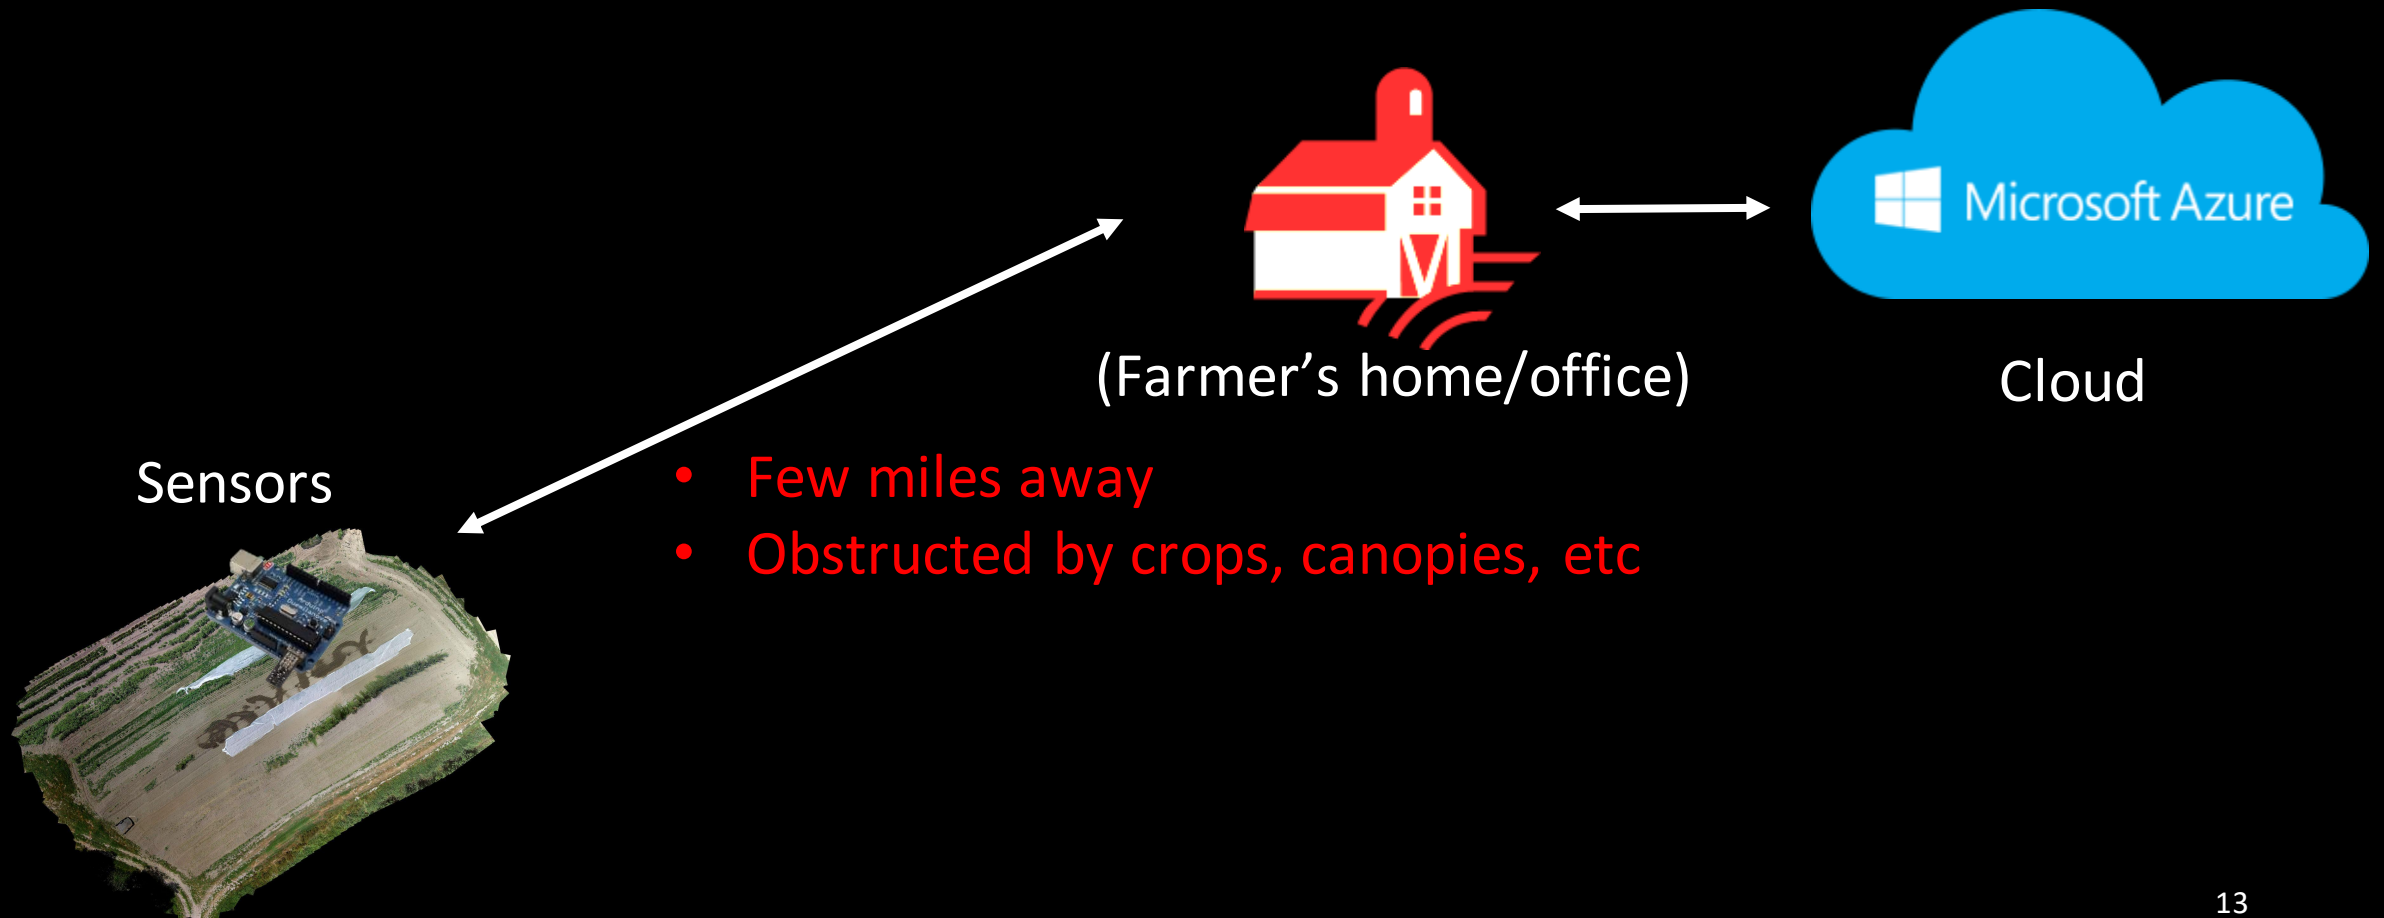 Microsoft Azure
(Farmer’s home/office)
Cloud
Sensors
• Few miles away
• Obstructed by crops, canopies, etc
13